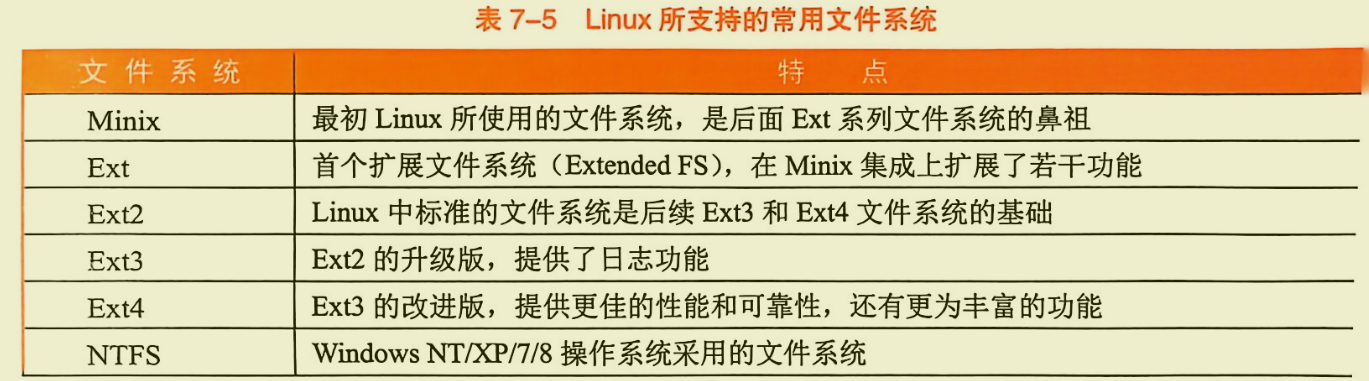 表 7–5 Linux 所支持的常用文件系统
文件系统 特点
Minix 最初 Linux 所使用的文件系统，是后面 Ext 系列文件系统的鼻祖
Ext 首个扩展文件系统（Extended FS），在 Minix 集成上扩展了若干功能
Ext2 Linux 中标准的文件系统是后续 Ext3 和 Ext4 文件系统的基础
Ext3 Ext2 的升级版，提供了日志功能
Ext4 Ext3 的改进版，提供更佳的性能和可靠性，还有更为丰富的功能
NTFS Windows NT/XP/7/8 操作系统采用的文件系统